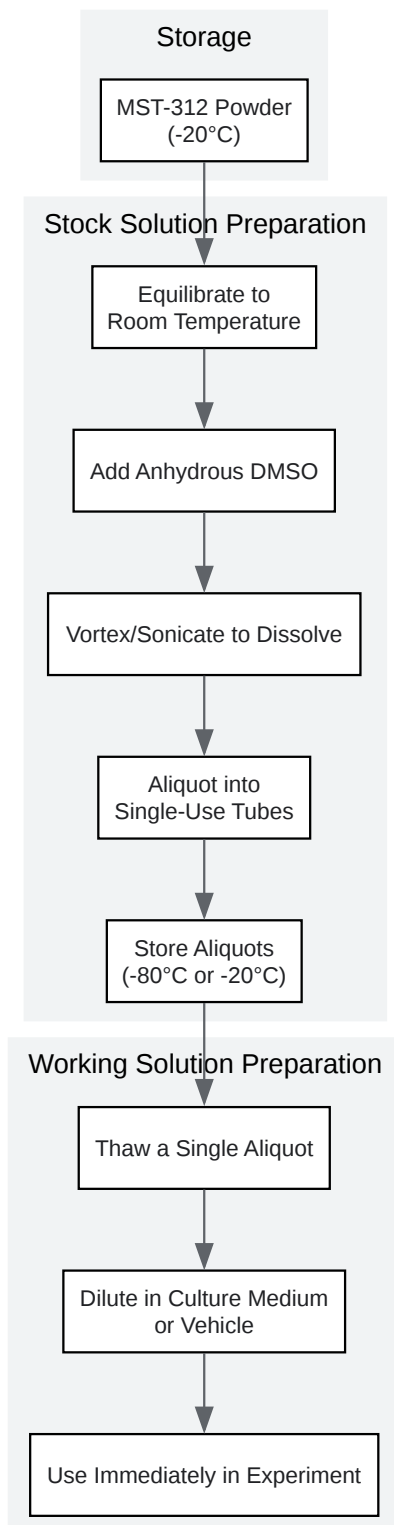 Storage
MST-312 Powder
(-20°C)
Stock Solution Preparation
Equilibrate to
Room Temperature
Add Anhydrous DMSO
Vortex/Sonicate to Dissolve
Aliquot into
Single-Use Tubes
Store Aliquots
(-80°C or -20°C)
Working Solution Preparation
Thaw a Single Aliquot
Dilute in Culture Medium
or Vehicle
Use Immediately in Experiment